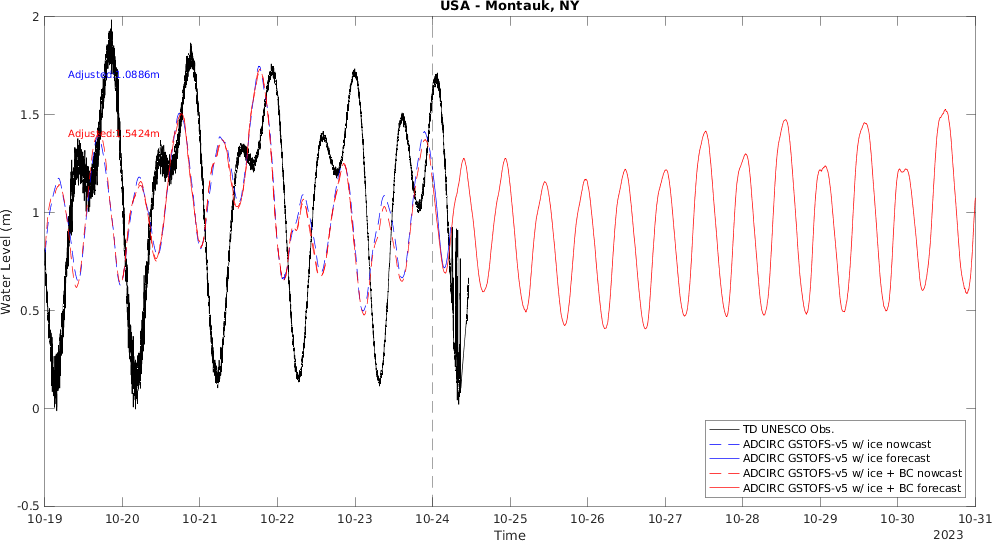 USA - Montauk, NY
2
1.5
1
0.5
0
-0.5
Water Level (m)
Adjusted:1.0886m
Adjusted:1.5424m
TD UNESCO Obs.
ADCIRC GSTOFS-v5 w/ ice nowcast
ADCIRC GSTOFS-v5 w/ ice forecast
ADCIRC GSTOFS-v5 w/ ice + BC nowcast
ADCIRC GSTOFS-v5 w/ ice + BC forecast
10-19 10-20 10-21 10-22 10-23 10-24 10-25 10-26 10-27 10-28 10-29 10-30 10-31
Time
2023